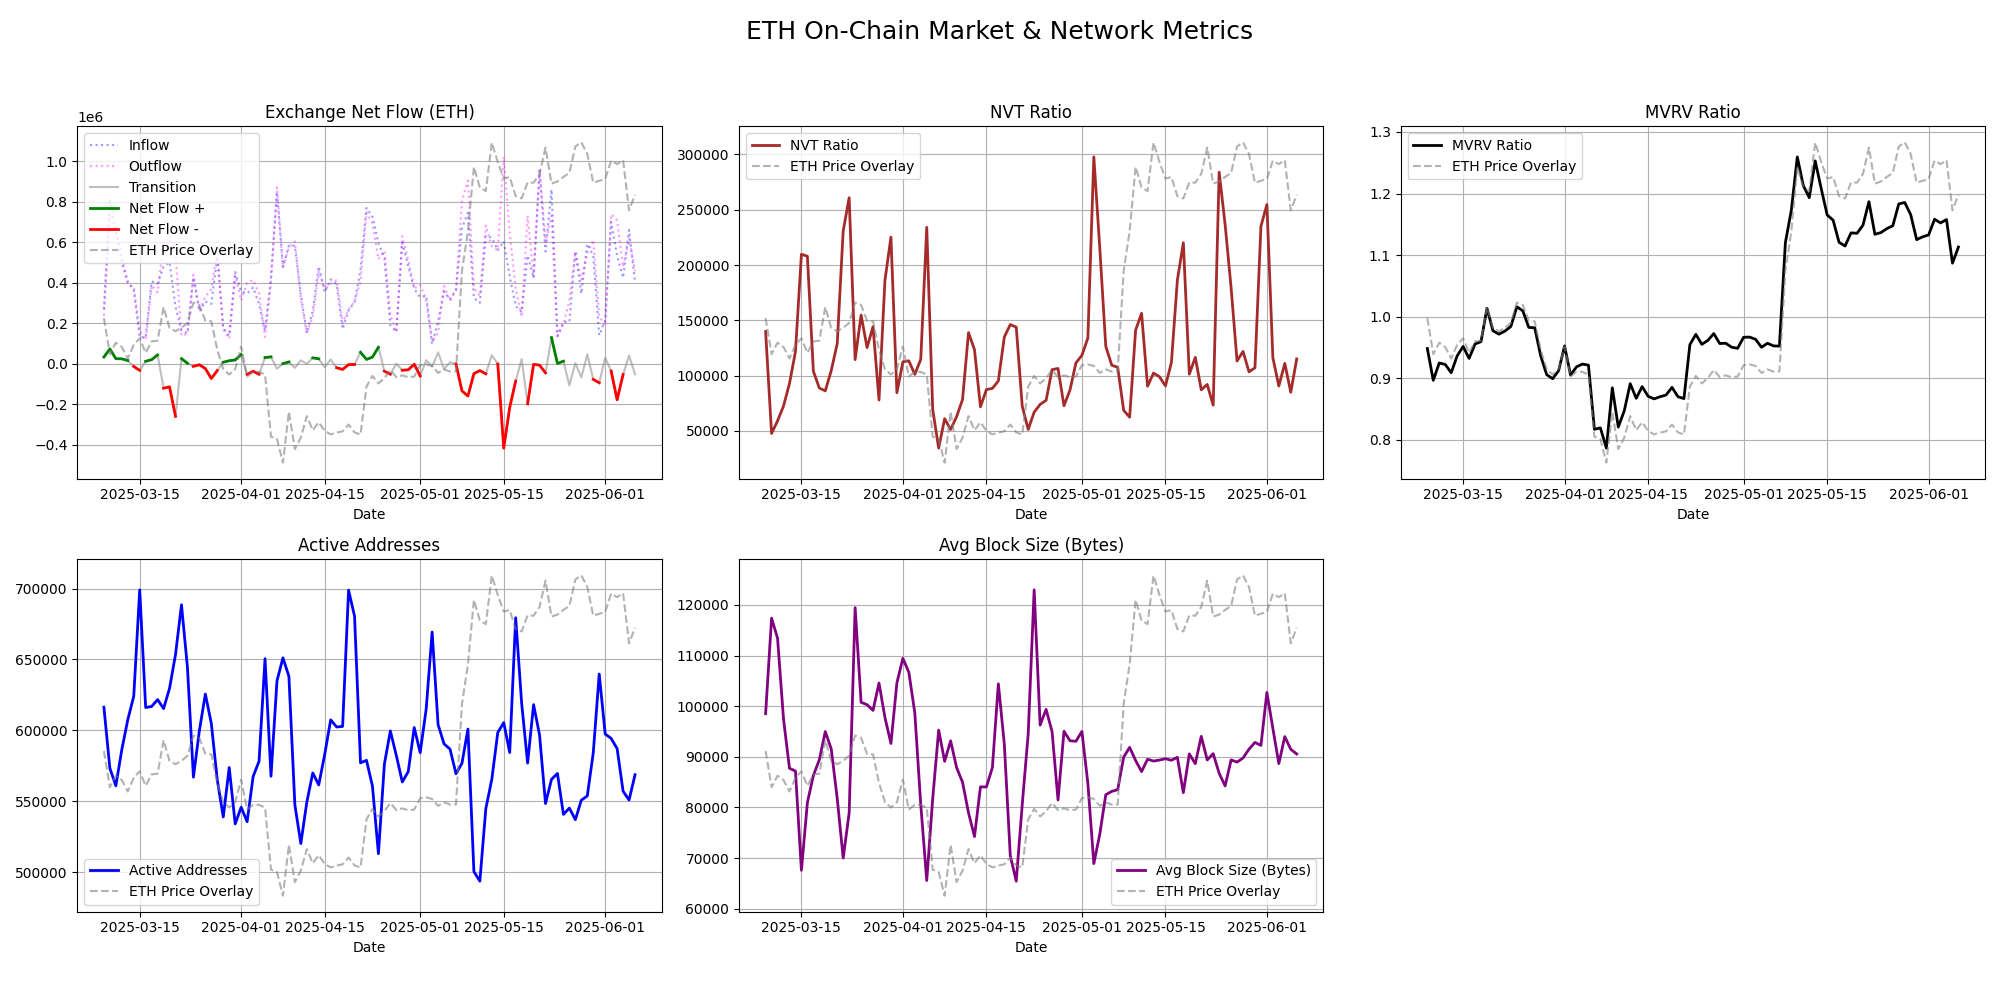 ETH On-Chain Market & Network Metrics
Exchange Net Flow (ETH)
1e6
Inflow
Outflow
Transition
Net Flow +
Net Flow -
ETH Price Overlay
1.0
0.8
0.6
0.4
0.2
0.0
−0.2
−0.4
2025-03-15
2025-04-01
2025-04-15
2025-05-01
2025-05-15
2025-06-01
Date
NVT Ratio
NVT Ratio
ETH Price Overlay
300000
250000
200000
150000
100000
50000
2025-03-15
2025-04-01
2025-04-15
2025-05-01
2025-05-15
2025-06-01
Date
MVRV Ratio
MVRV Ratio
ETH Price Overlay
1.3
1.2
1.1
1.0
0.9
0.8
2025-03-15
2025-04-01
2025-04-15
2025-05-01
2025-05-15
2025-06-01
Date
Active Addresses
700000
650000
600000
550000
500000
Active Addresses
ETH Price Overlay
2025-03-15
2025-04-01
2025-04-15
2025-05-01
2025-05-15
2025-06-01
Date
Avg Block Size (Bytes)
120000
110000
100000
90000
80000
70000
60000
Avg Block Size (Bytes)
ETH Price Overlay
2025-03-15
2025-04-01
2025-04-15
2025-05-01
2025-05-15
2025-06-01
Date